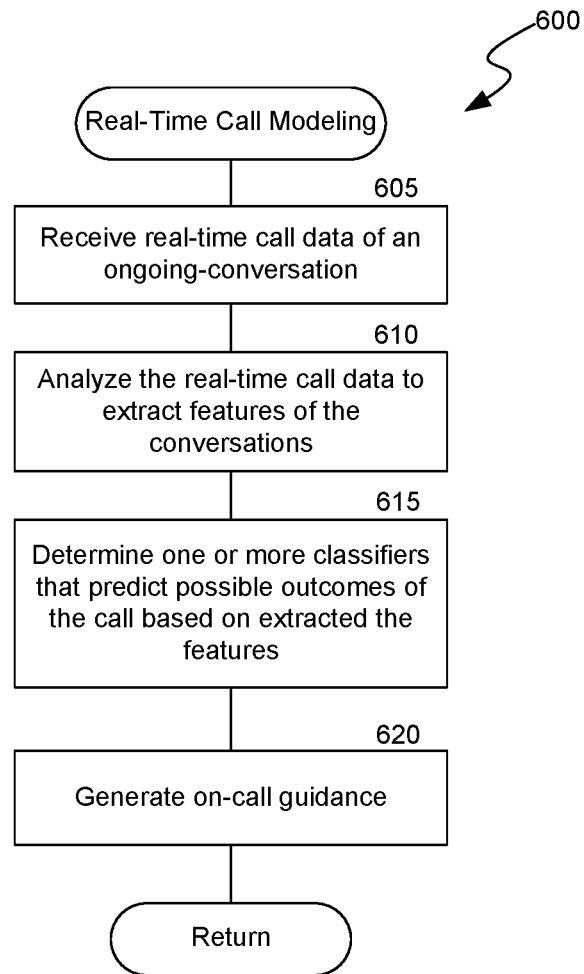 600
Real-Time Call Modeling
605
Receive real-time call data of an
ongoing-conversation
610
Analyze the real-time call data to
extract features of the
conversations
615
Determine one or more classifiers
that predict possible outcomes of
the call based on extracted the
features
620
Generate on-call guidance
Return